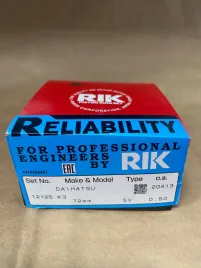 RIK
RELIABILITY
FOR PROFESSIONAL
ENGINEERS BY RIK
EAC
Set No. Make & Model Type O.S.
DAIHATSU 20413
12125 K3 72mm SV 0.50